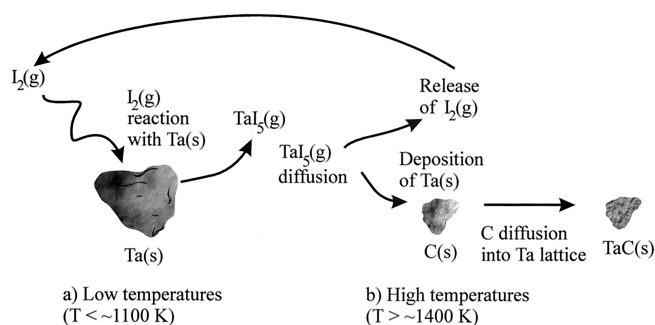 I2(g)
I2(g)
reaction
with Ta(s)
TaI5(g)
Ta(s)
TaI5(g)
diffusion
Release
of I2(g)
Deposition
of Ta(s)
C(s)
C diffusion
into Ta lattice
TaC(s)
a) Low temperatures
(T < ~1100 K)
b) High temperatures
(T > ~1400 K)